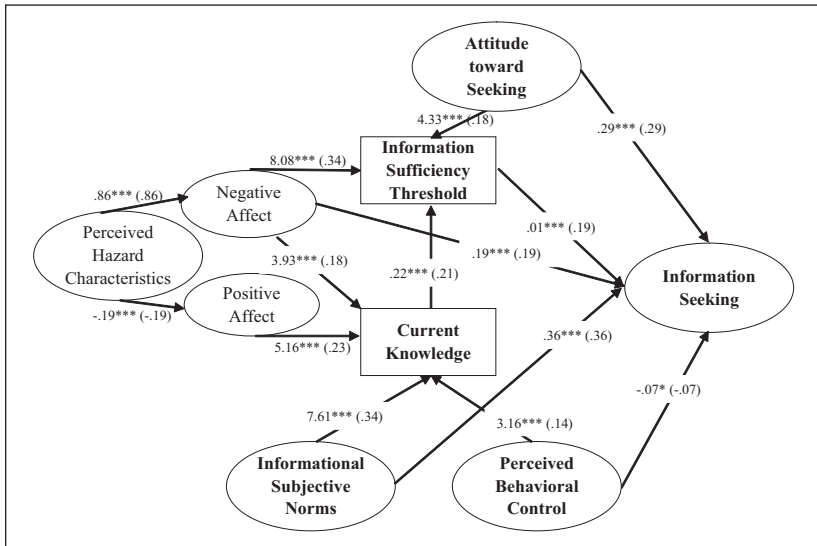 Attitude
toward
Seeking
4.33*** (.18)
.29*** (.29)
Information
Sufficiency
Threshold
8.08*** (.34)
.86*** (.86)
Negative
Affect
.01*** (.19)
Perceived
Hazard
Characteristics
3.93*** (.18)
.19*** (.19)
.22*** (.21)
Information
Seeking
Positive
Affect
-.19*** (-.19)
Current
Knowledge
5.16*** (.23)
.36*** (.36)
-.07* (-.07)
7.61*** (.34)
3.16*** (.14)
Informational
Subjective
Norms
Perceived
Behavioral
Control